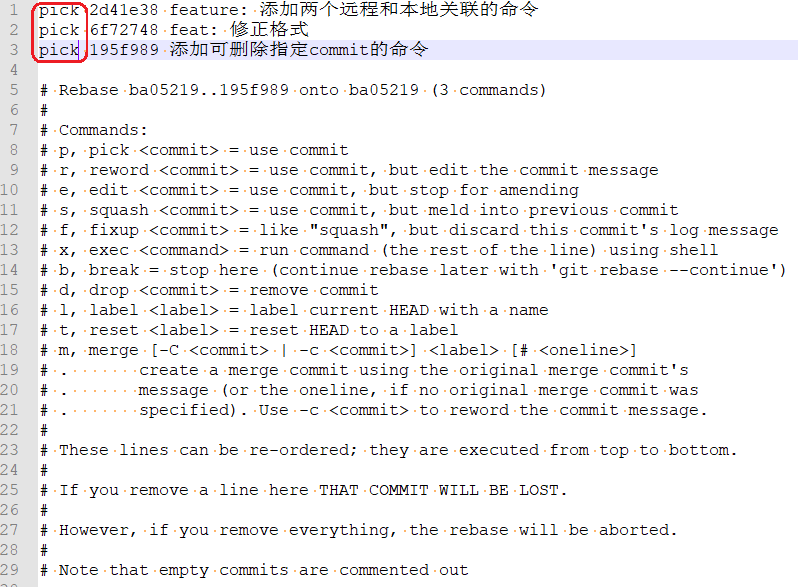 1 pick 2d41e38 feature: 添加两个远程和本地关联的命令
2 pick 6f72748 feat: 修正格式
3 pick 195f989 添加可删除指定commit的命令
4
5 # Rebase ba05219..195f989 onto ba05219 (3 commands)
6 #
7 # Commands:
8 # p, pick <commit> = use commit
9 # r, reword <commit> = use commit, but edit the commit message
10 # e, edit <commit> = use commit, but stop for amending
11 # s, squash <commit> = use commit, but meld into previous commit
12 # f, fixup <commit> = like "squash", but discard this commit's log message
13 # x, exec <command> = run command (the rest of the line) using shell
14 # b, break = stop here (continue rebase later with 'git rebase --continue')
15 # d, drop <commit> = remove commit
16 # l, label <label> = label current HEAD with a name
17 # t, reset <label> = reset HEAD to a label
18 # m, merge [-C <commit> | -c <commit>] <label> [# <oneline>]
19 # .       create a merge commit using the original merge commit's
20 # .       message (or the oneline, if no original merge commit was
21 # .       specified). Use -c <commit> to reword the commit message.
22 #
23 # These lines can be re-ordered; they are executed from top to bottom.
24 #
25 # If you remove a line here THAT COMMIT WILL BE LOST.
26 #
27 # However, if you remove everything, the rebase will be aborted.
28 #
29 # Note that empty commits are commented out